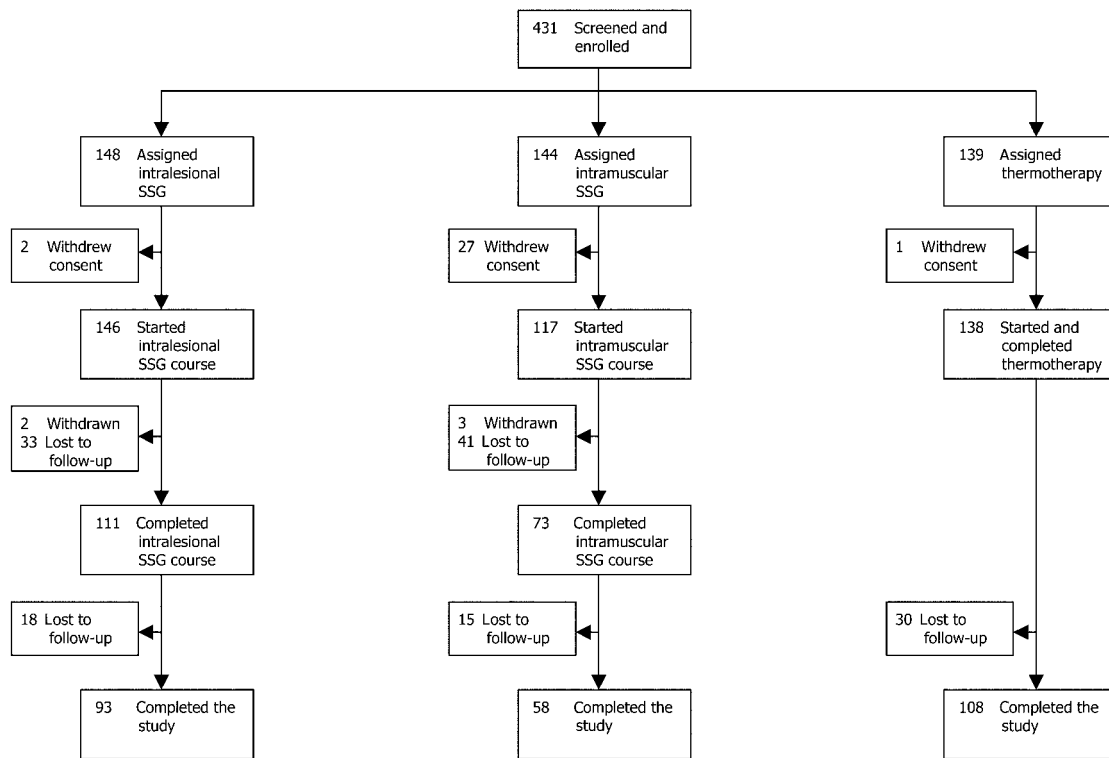 431 Screened and
enrolled
148 Assigned
intralesional
SSG
144 Assigned
intramuscular
SSG
139 Assigned
thermotherapy
2 Withdrew
consent
27 Withdrew
consent
1 Withdrew
consent
146 Started
intralesional
SSG course
117 Started
intramuscular
SSG course
138 Started and
completed
thermotherapy
2 Withdrawn
33 Lost to
follow-up
3 Withdrawn
41 Lost to
follow-up
111 Completed
intralesional
SSG course
73 Completed
intramuscular
SSG course
18 Lost to
follow-up
15 Lost to
follow-up
30 Lost to
follow-up
93 Completed the
study
58 Completed the
study
108 Completed the
study